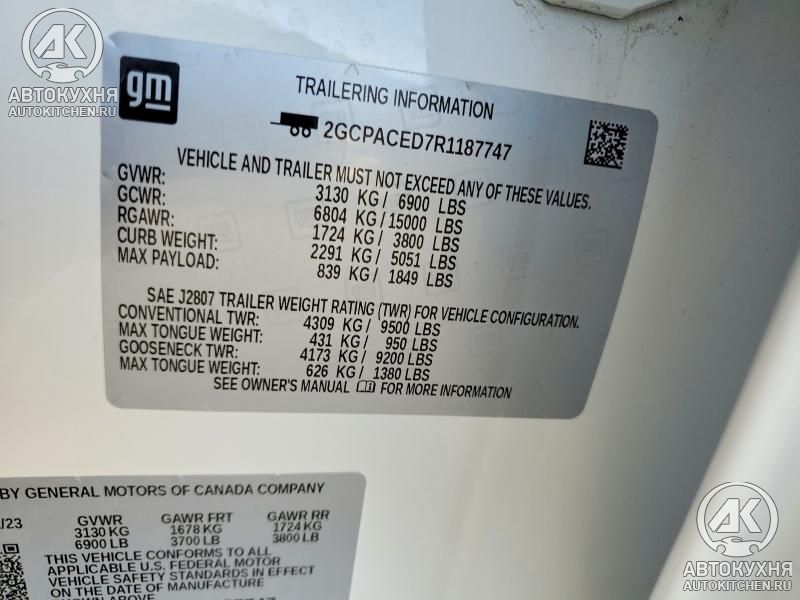 АК
АВТОКУХНЯ
AUTOKITCHEN.RU
gm
TRAILERING INFORMATION
2GCPACED7R1187747
VEHICLE AND TRAILER MUST NOT EXCEED ANY OF THESE VALUES.
GVWR: 3130 KG/ 6900 LBS
GCWR: 6804 KG/15000 LBS
RGAWR: 1724 KG/ 3800 LBS
CURB WEIGHT: 2291 KG/ 5051 LBS
MAX PAYLOAD: 839 KG/ 1849 LBS
SAE J2807 TRAILER WEIGHT RATING (TWR) FOR VEHICLE CONFIGURATION.
CONVENTIONAL TWR: 4309 KG/ 9500 LBS
MAX TONGUE WEIGHT: 431 KG/ 950 LBS
GOOSENECK TWR: 4173 KG/ 9200 LBS
MAX TONGUE WEIGHT: 626 KG/ 1380 LBS
SEE OWNER'S MANUAL FOR MORE INFORMATION
BY GENERAL MOTORS OF CANADA COMPANY
/23 GVWR GAWR FRT GAWR RR
3130 KG 1678 KG 1724 KG
6900 LB 3700 LB 3800 LB
THIS VEHICLE CONFORMS TO ALL
APPLICABLE U.S. FEDERAL MOTOR
VEHICLE SAFETY STANDARDS IN EFFECT
ON THE DATE OF MANUFACTURE
SHOWN ABOVE
АК
АВТОКУХНЯ
AUTOKITCHEN.RU